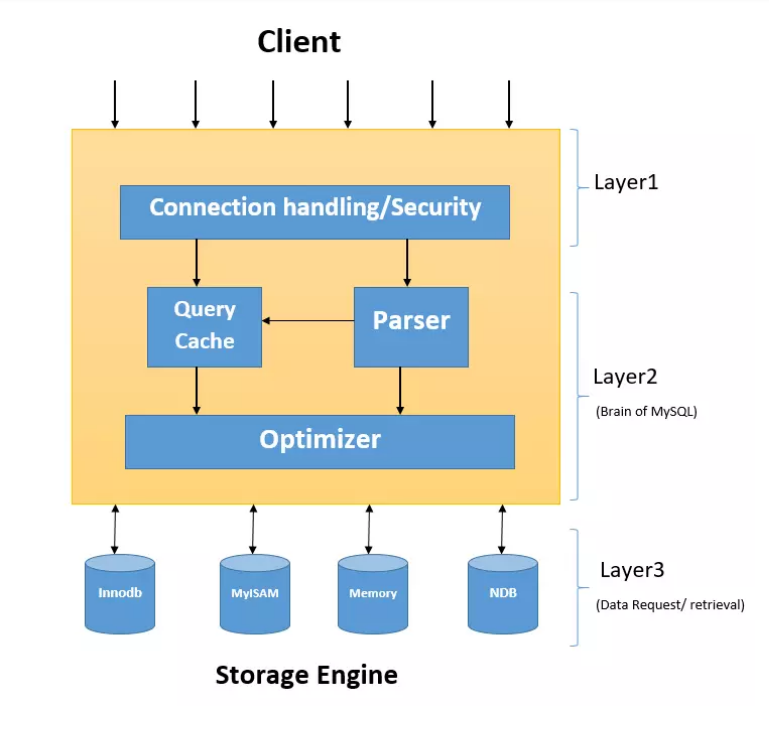 Client
Layer1
Connection handling/Security
Query
Cache
Parser
Layer2
(Brain of MySQL)
Optimizer
Innodb
MyISAM
Memory
NDB
Layer3
(Data Request/ retrieval)
Storage Engine